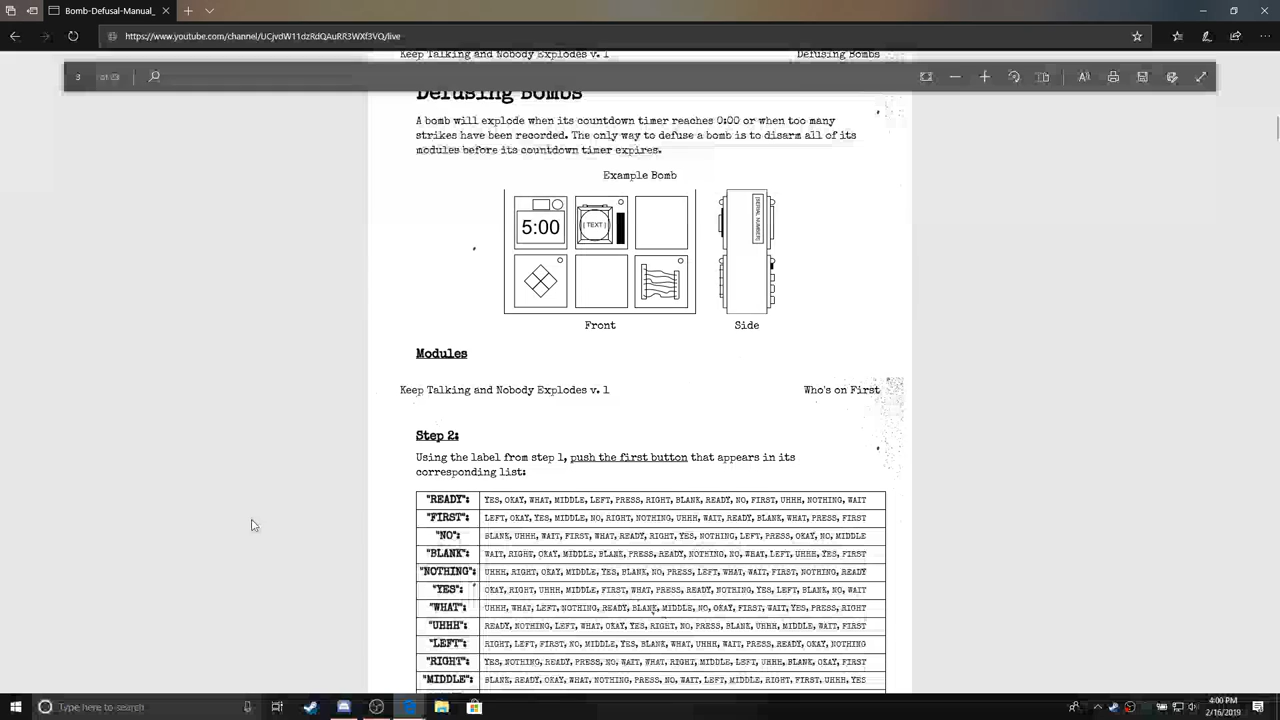 Bomb-Defusal-Manual_
https://www.youtube.com/channel/UCjvdW11dzRdQAuRR3WXf3VQ/live
Keep Talking and Nobody Explodes v. 1
Defusing Bombs
3
of 23
Defusing Bombs
A bomb will explode when its countdown timer reaches 0:00 or when too many
strikes have been recorded. The only way to defuse a bomb is to disarm all of its
modules before its countdown timer expires.
Example Bomb
5:00
[ TEXT ]
[SERIAL NUMBER]
Front
Side
Modules
Keep Talking and Nobody Explodes v. 1
Who's on First
Step 2:
Using the label from step 1, push the first button that appears in its
corresponding list:
"READY": YES, OKAY, WHAT, MIDDLE, LEFT, PRESS, RIGHT, BLANK, READY, NO, FIRST, UHHH, NOTHING, WAIT
"FIRST": LEFT, OKAY, YES, MIDDLE, NO, RIGHT, NOTHING, UHHH, WAIT, READY, BLANK, WHAT, PRESS, FIRST
"NO": BLANK, UHHH, WAIT, FIRST, WHAT, READY, RIGHT, YES, NOTHING, LEFT, PRESS, OKAY, NO, MIDDLE
"BLANK": WAIT, RIGHT, OKAY, MIDDLE, BLANK, PRESS, READY, NOTHING, NO, WHAT, LEFT, UHHH, YES, FIRST
"NOTHING": UHHH, RIGHT, OKAY, MIDDLE, YES, BLANK, NO, PRESS, LEFT, WHAT, WAIT, FIRST, NOTHING, READY
"YES": OKAY, RIGHT, UHHH, MIDDLE, FIRST, WHAT, PRESS, READY, NOTHING, YES, LEFT, BLANK, NO, WAIT
"WHAT": UHHH, WHAT, LEFT, NOTHING, READY, BLANK, MIDDLE, NO, OKAY, FIRST, WAIT, YES, PRESS, RIGHT
"UHHH": READY, NOTHING, LEFT, WHAT, OKAY, YES, RIGHT, NO, PRESS, BLANK, UHHH, MIDDLE, WAIT, FIRST
"LEFT": RIGHT, LEFT, FIRST, NO, MIDDLE, YES, BLANK, WHAT, UHHH, WAIT, PRESS, READY, OKAY, NOTHING
"RIGHT": YES, NOTHING, READY, PRESS, NO, WAIT, WHAT, RIGHT, MIDDLE, LEFT, UHHH, BLANK, OKAY, FIRST
"MIDDLE": BLANK, READY, OKAY, WHAT, NOTHING, PRESS, NO, WAIT, LEFT, MIDDLE, RIGHT, FIRST, UHHH, YES
Type here to search
4:00 PM
2/16/2019